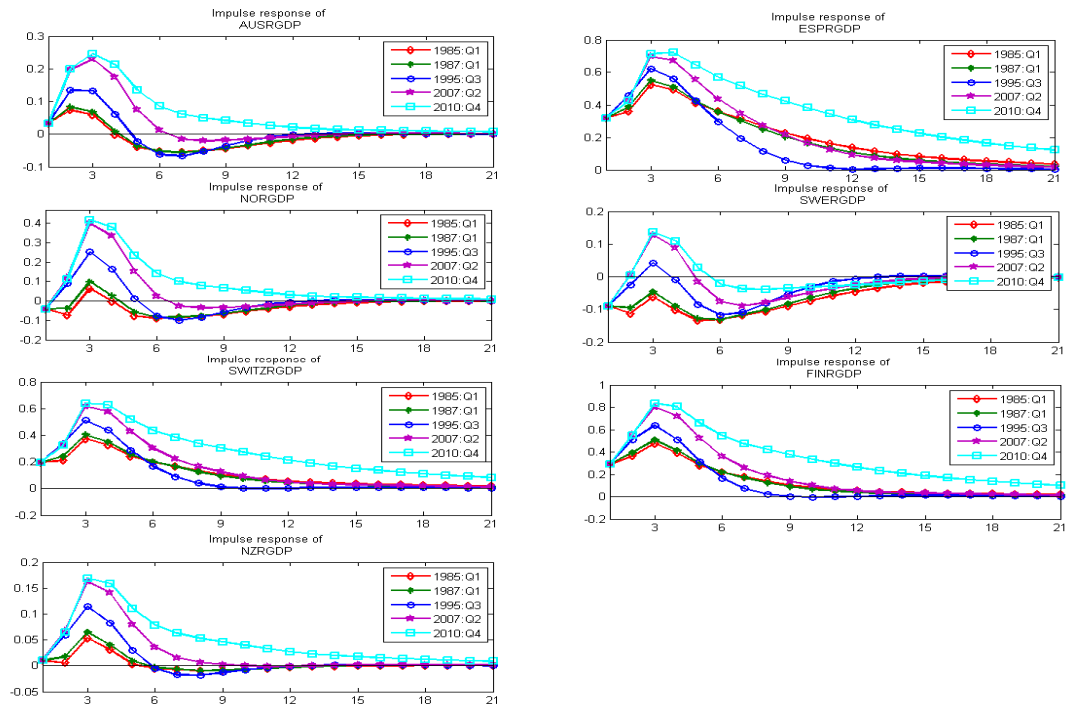 Impulse response of
AUSRGDP
0.3
0.2
0.1
0
-0.1
1985:Q1
1987:Q1
1995:Q3
2007:Q2
2010:Q4
3 6 9 12 15 18 21
Impulse response of
ESPRGDP
0.8
0.6
0.4
0.2
0
1985:Q1
1987:Q1
1995:Q3
2007:Q2
2010:Q4
3 6 9 12 15 18 21
Impulse response of
NORGDP
0.4
0.3
0.2
0.1
0
-0.1
-0.2
1985:Q1
1987:Q1
1995:Q3
2007:Q2
2010:Q4
3 6 9 12 15 18 21
Impulse response of
SWERGDP
0.2
0.1
0
-0.1
-0.2
1985:Q1
1987:Q1
1995:Q3
2007:Q2
2010:Q4
3 6 9 12 15 18 21
Impulse response of
SWITZRGDP
0.8
0.6
0.4
0.2
0
-0.2
1985:Q1
1987:Q1
1995:Q3
2007:Q2
2010:Q4
3 6 9 12 15 18 21
Impulse response of
FINRGDP
1
0.8
0.6
0.4
0.2
0
-0.2
1985:Q1
1987:Q1
1995:Q3
2007:Q2
2010:Q4
3 6 9 12 15 18 21
Impulse response of
NZRGDP
0.2
0.15
0.1
0.05
0
-0.05
1985:Q1
1987:Q1
1995:Q3
2007:Q2
2010:Q4
3 6 9 12 15 18 21